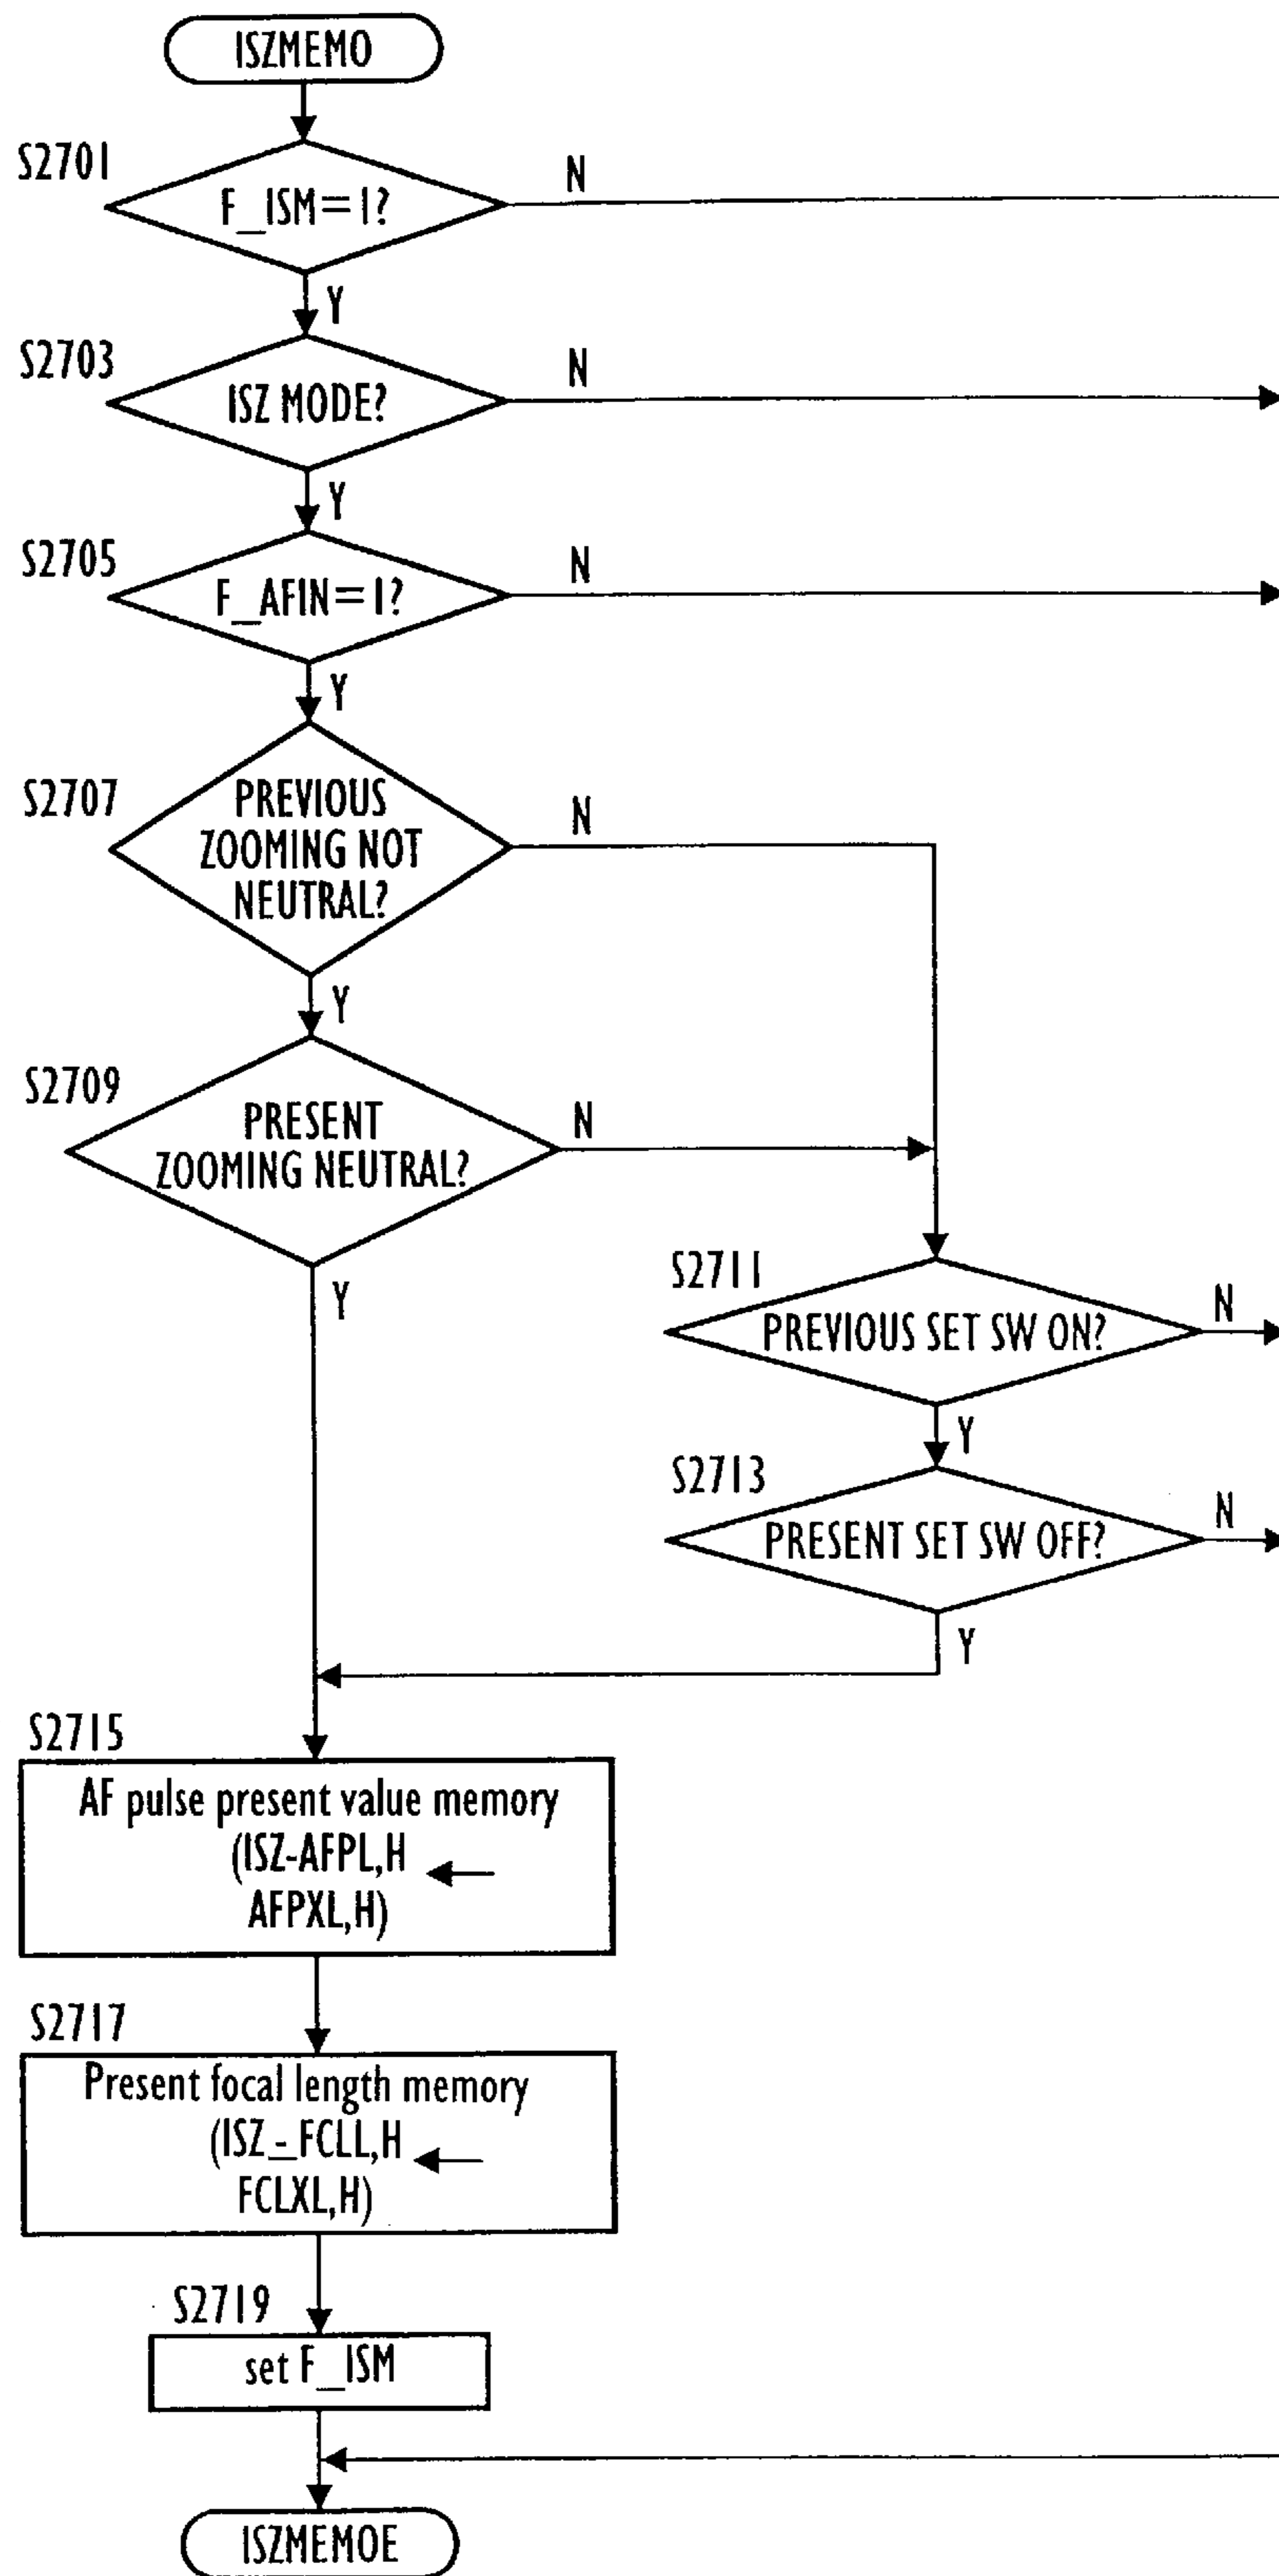 ISZMEMO
S2701
F_ISM=1?
N
Y
S2703
ISZ MODE?
N
Y
S2705
F_AFIN=1?
N
Y
S2707
PREVIOUS
ZOOMING NOT
NEUTRAL?
N
Y
S2709
PRESENT
ZOOMING NEUTRAL?
N
Y
S2711
PREVIOUS SET SW ON?
N
Y
S2713
PRESENT SET SW OFF?
N
Y
S2715
AF pulse present value memory
(ISZ-AFPL,H ←
AFPXL,H)
S2717
Present focal length memory
(ISZ_-FCLL,H ←
FCLXL,H)
S2719
set F_ISM
ISZMEMOE